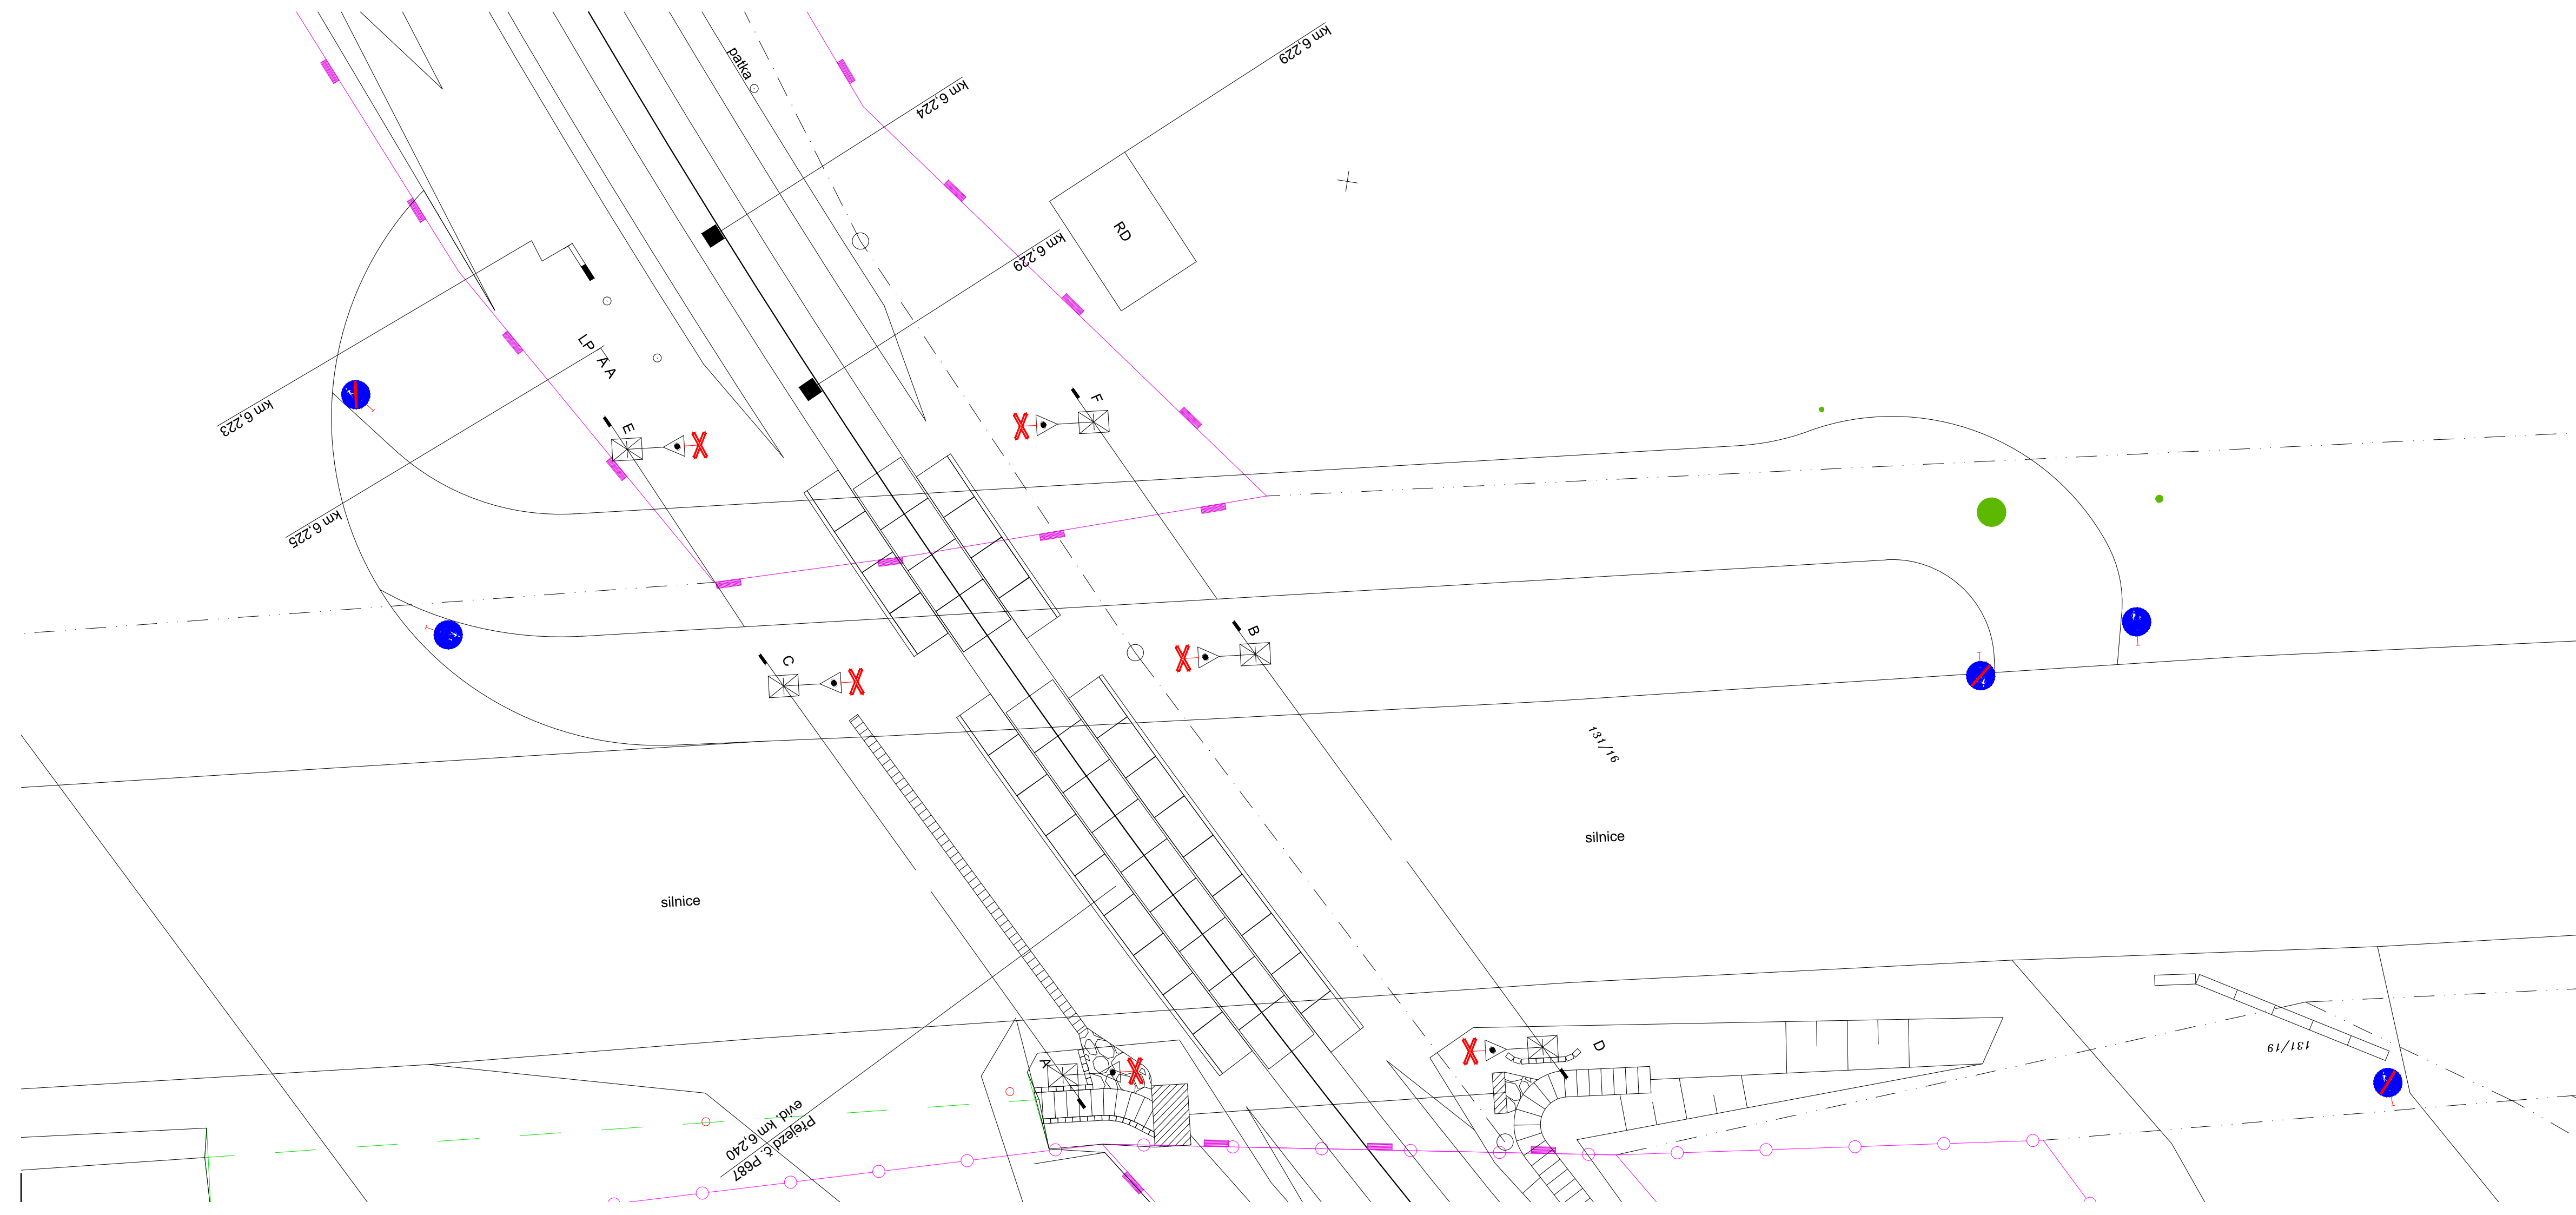 patka
km 6,224
km 6,229
RD
km 6,229
km 6,223
LP A A
km 6,225
E
F
C
B
131/16
silnice
silnice
A
D
131/19
Přejezd č. P687
evid. km 6,240